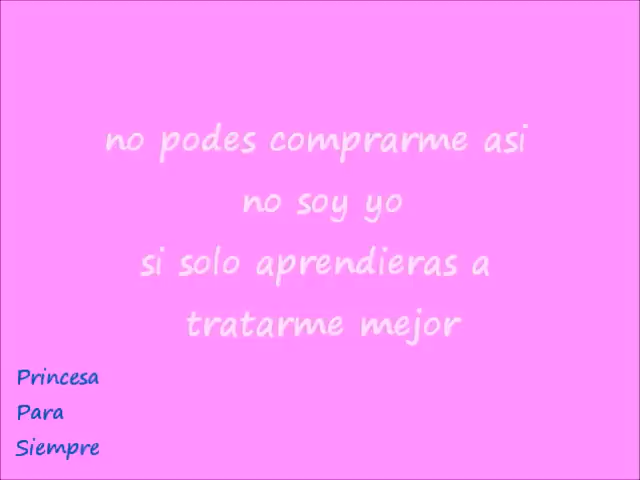 no podes comprarme asi
no soy yo
si solo aprendieras a
tratarme mejor
Princesa
Para
Siempre